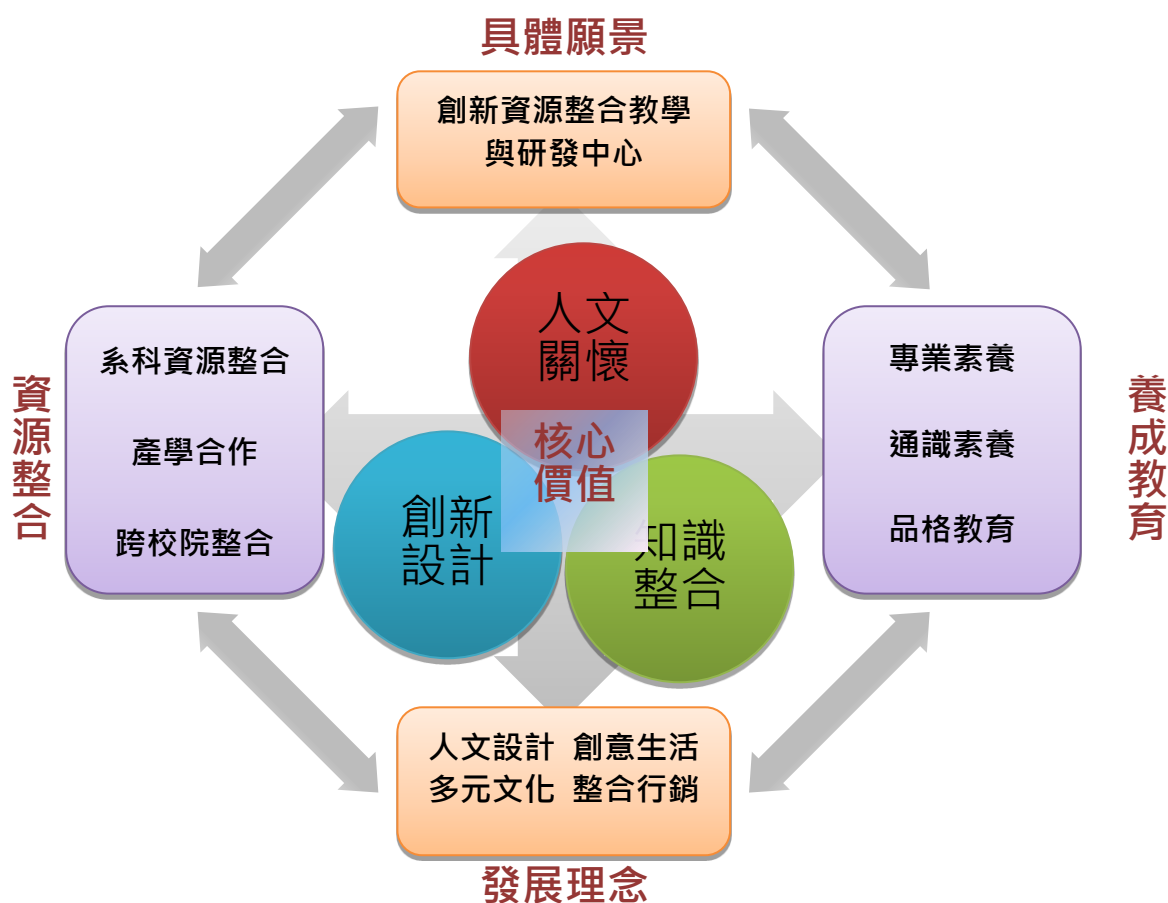 具體願景
創新資源整合教學
與研發中心
資源整合
系科資源整合
產學合作
跨校院整合
人文
關懷
核心
價值
創新
設計
知識
整合
專業素養
通識素養
品格教育
養成教育
人文設計 創意生活
多元文化 整合行銷
發展理念